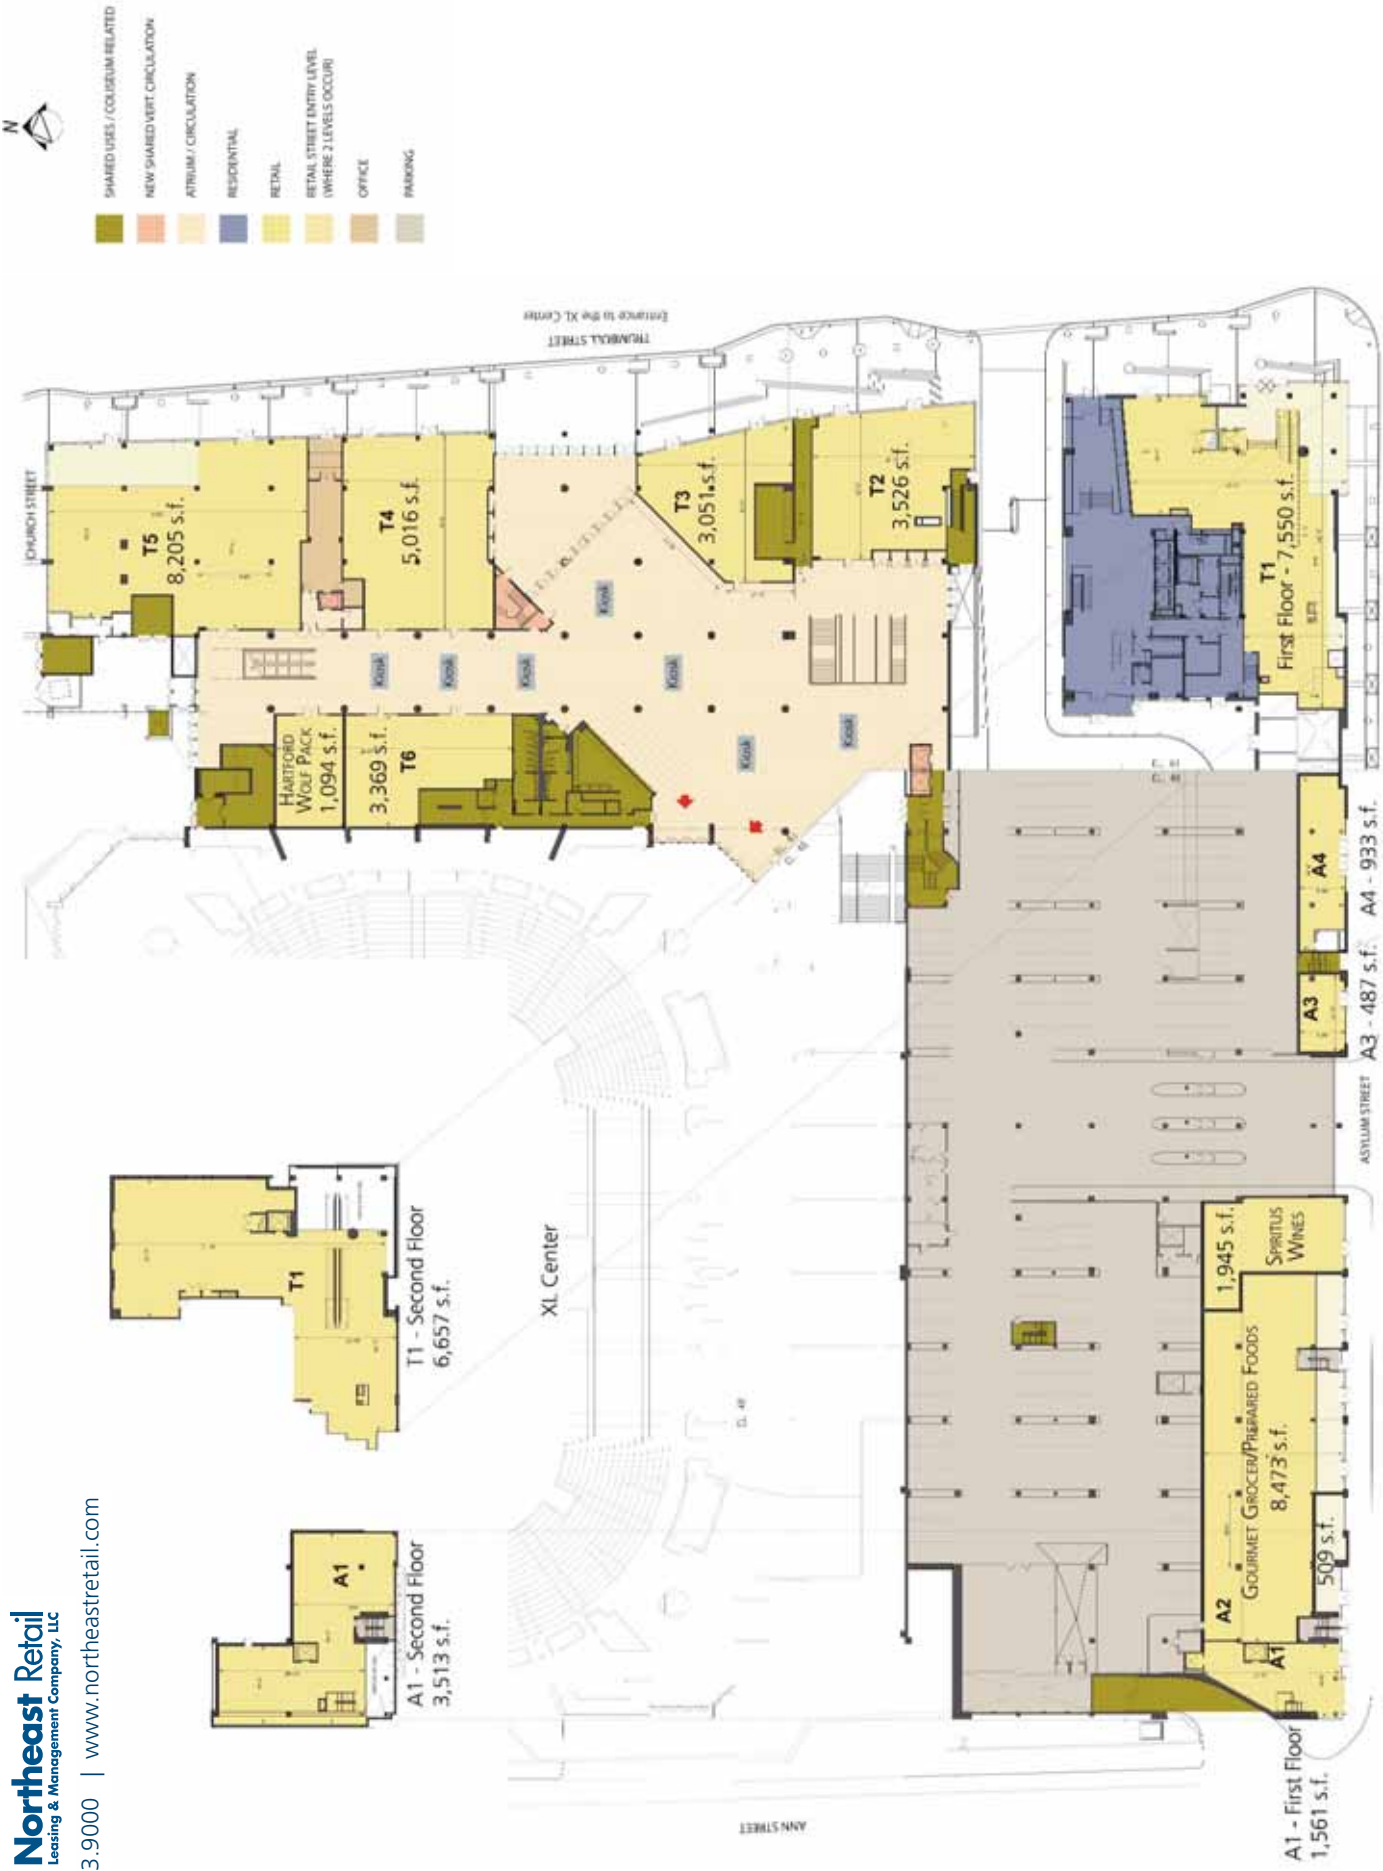 Northeast Retail
Leasing & Management Company, LLC
3.9000 | www.northeastretail.com
N
SHARED USES / COLISEUM RELATED
NEW SHARED VERT. CIRCULATION
ATRIUM / CIRCULATION
RESIDENTIAL
RETAIL
RETAIL STREET ENTRY LEVEL
(WHERE 2 LEVELS OCCUR)
OFFICE
PARKING
CHURCH STREET
TRUMBULL STREET
Entrance to the XL Center
T5
8,205 s.f.
T4
5,016 s.f.
T3
3,051 s.f.
T2
3,526 s.f.
T1
First Floor - 7,550 s.f.
HARTFORD
WOLF PACK
1,094 s.f.
3,369 s.f.
T6
Kiosk
Kiosk
Kiosk
Kiosk
Kiosk
Kiosk
Kiosk
XL Center
T1
T1 - Second Floor
6,657 s.f.
A1
A1 - Second Floor
3,513 s.f.
A4
A4 - 933 s.f.
A3
A3 - 487 s.f.
ASYLUM STREET
1,945 s.f.
SPIRITUS
WINES
GOURMET GROCER/PREPARED FOODS
8,473 s.f.
A2
509 s.f.
A1
A1 - First Floor
1,561 s.f.
ANN STREET